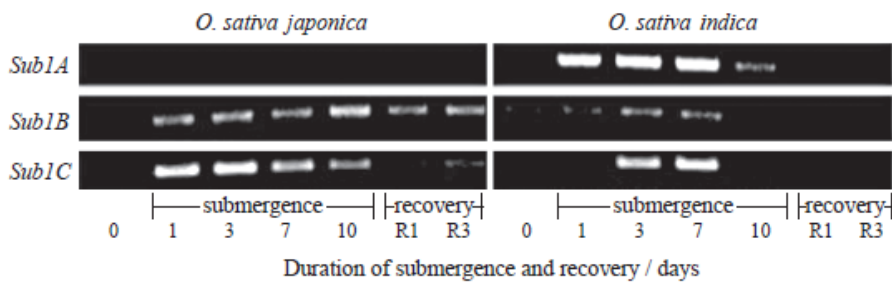 O. sativa japonica O. sativa indica
Sub1A
Sub1B
Sub1C
submergence recovery submergence recovery
0 1 3 7 10 R1 R3 0 1 3 7 10 R1 R3
Duration of submergence and recovery / days